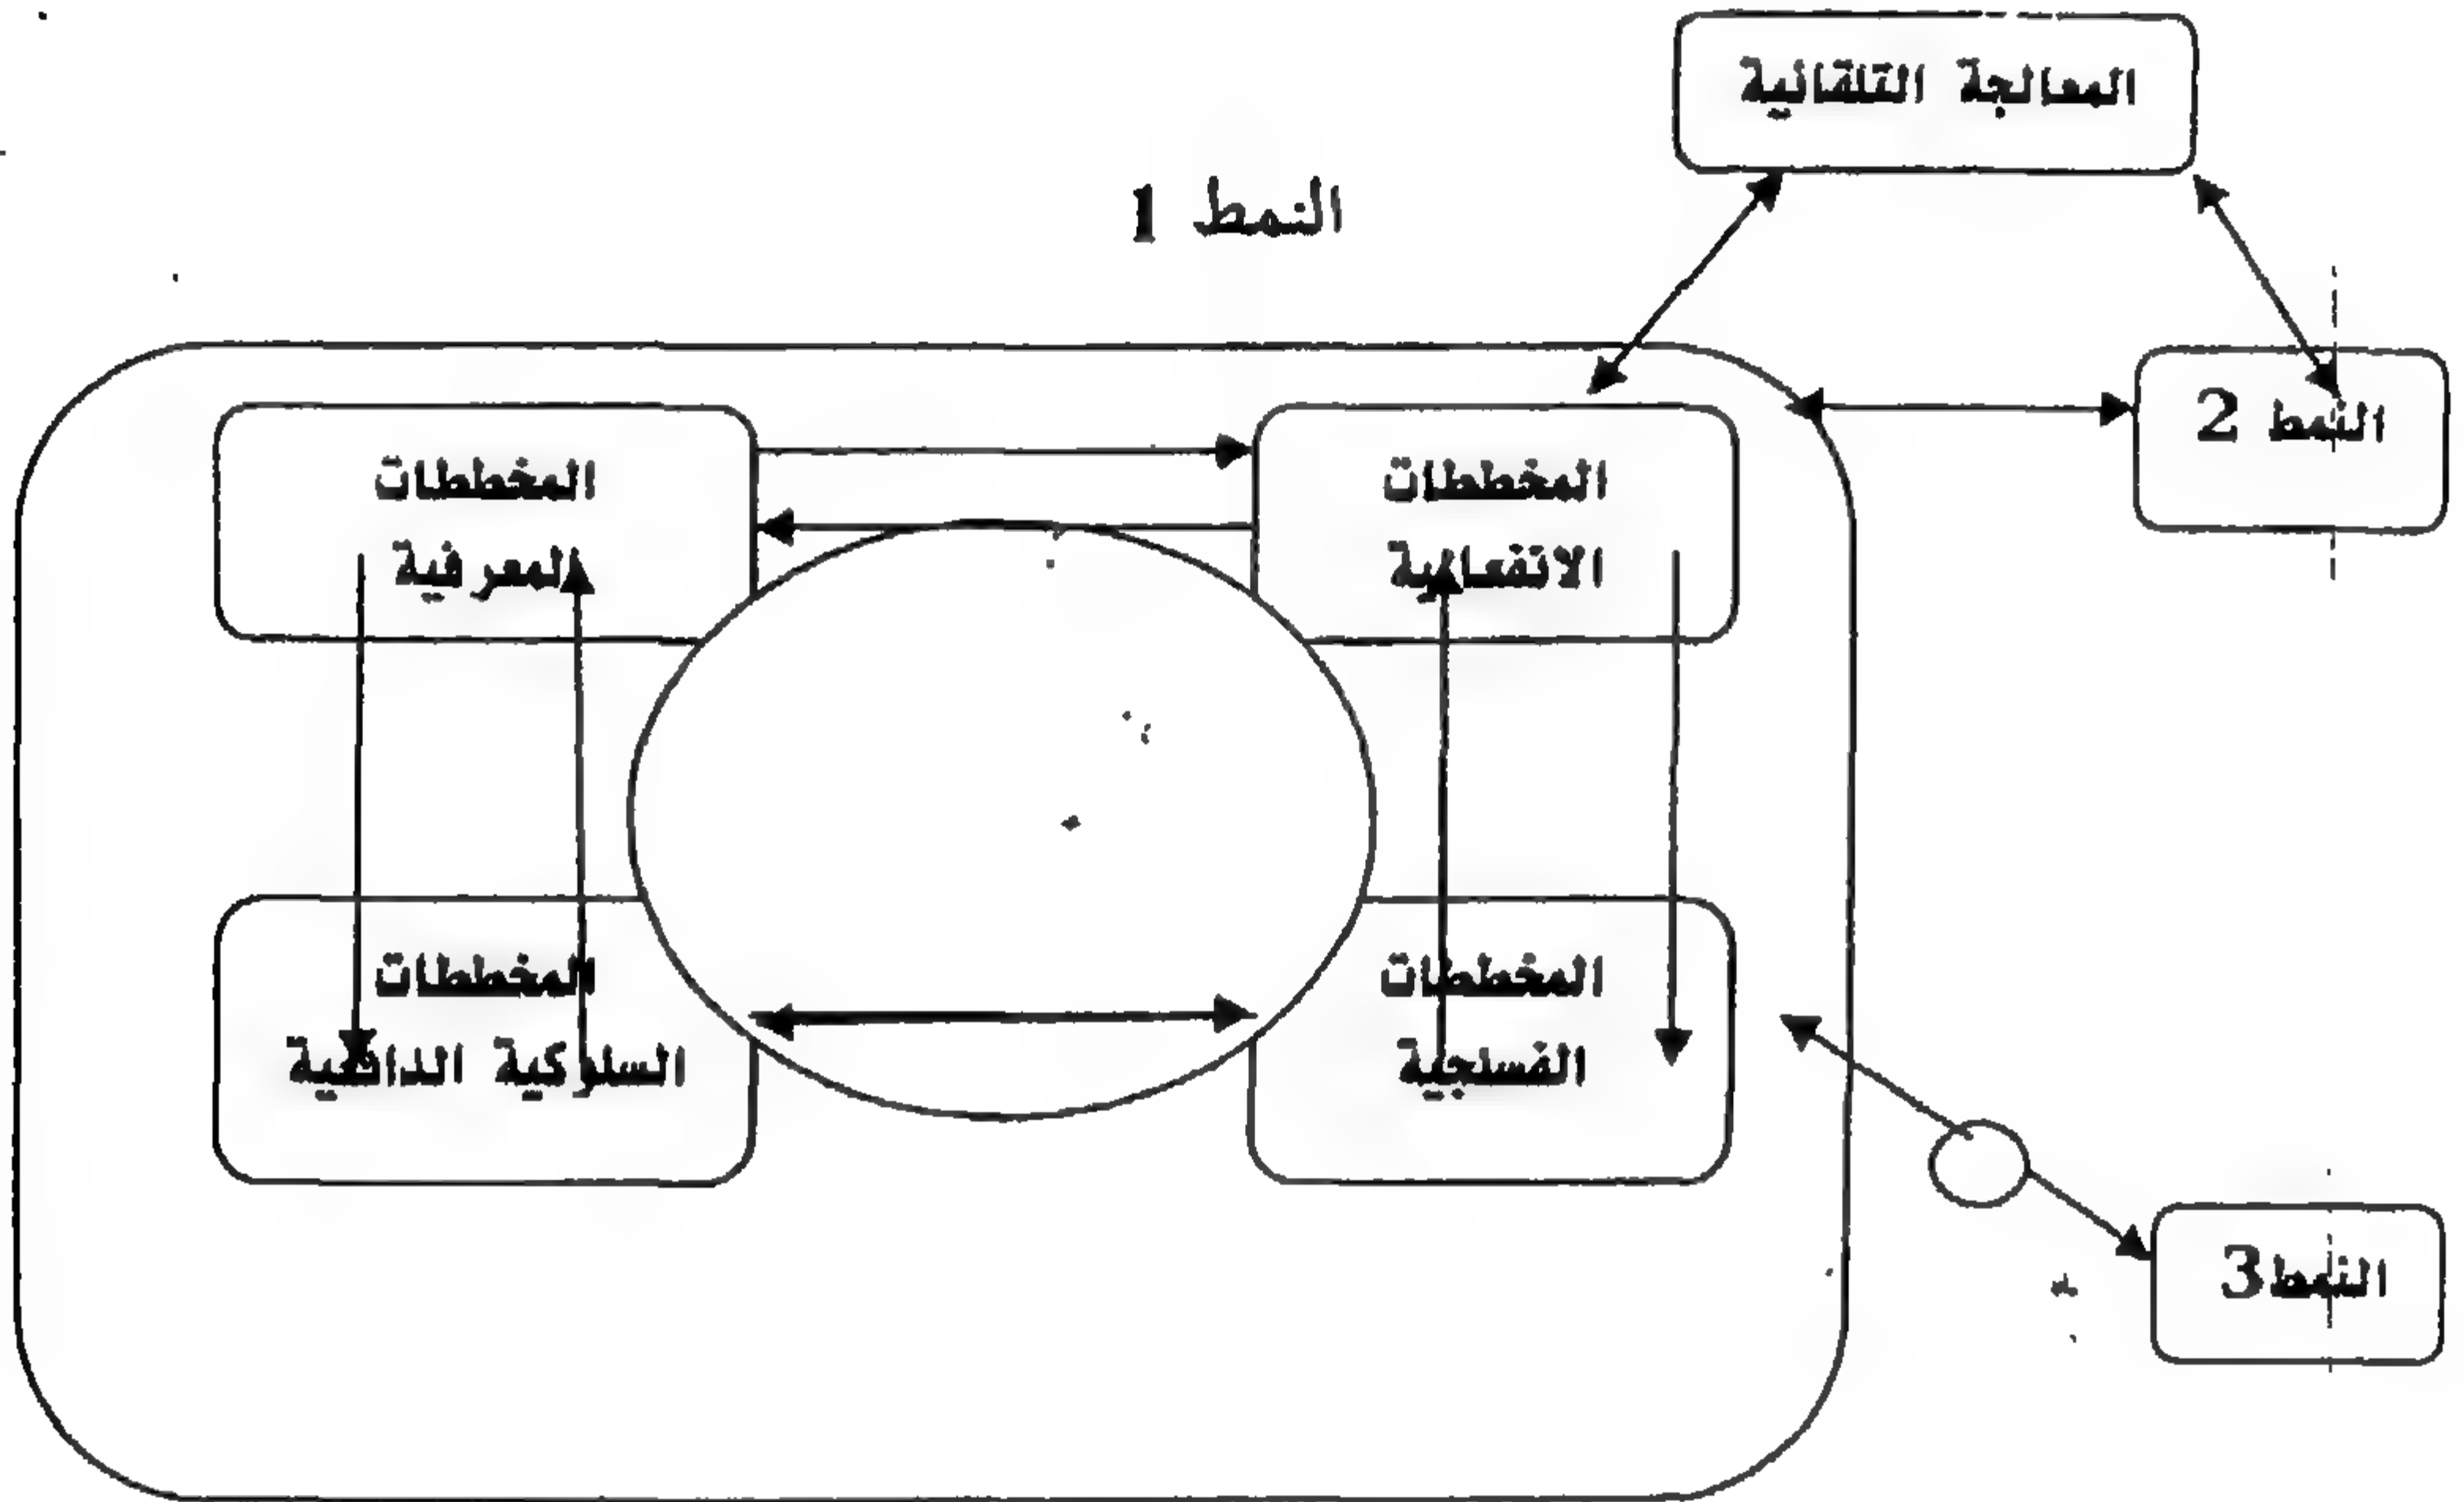 المعالجة التلقائية
النمط 1
النمط 2
المخططات
الانفعالية
المخططات
المعرفية
المخططات
الفسلجية
المخططات
السلوكية الدافعية
النمط3